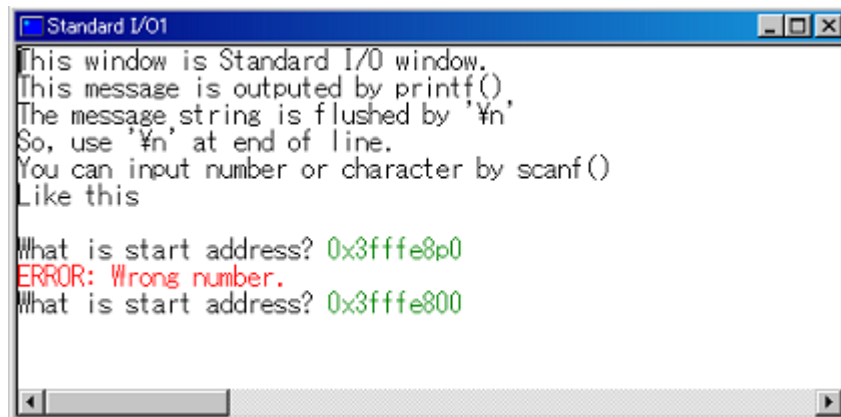 Standard I/O1
This window is Standard I/O window.
This message is outputed by printf()
The message string is flushed by '¥n'
So, use '¥n' at end of line.
You can input number or character by scanf()
Like this
What is start address? 0x3fffe8p0
ERROR: Wrong number.
What is start address? 0x3fffe800